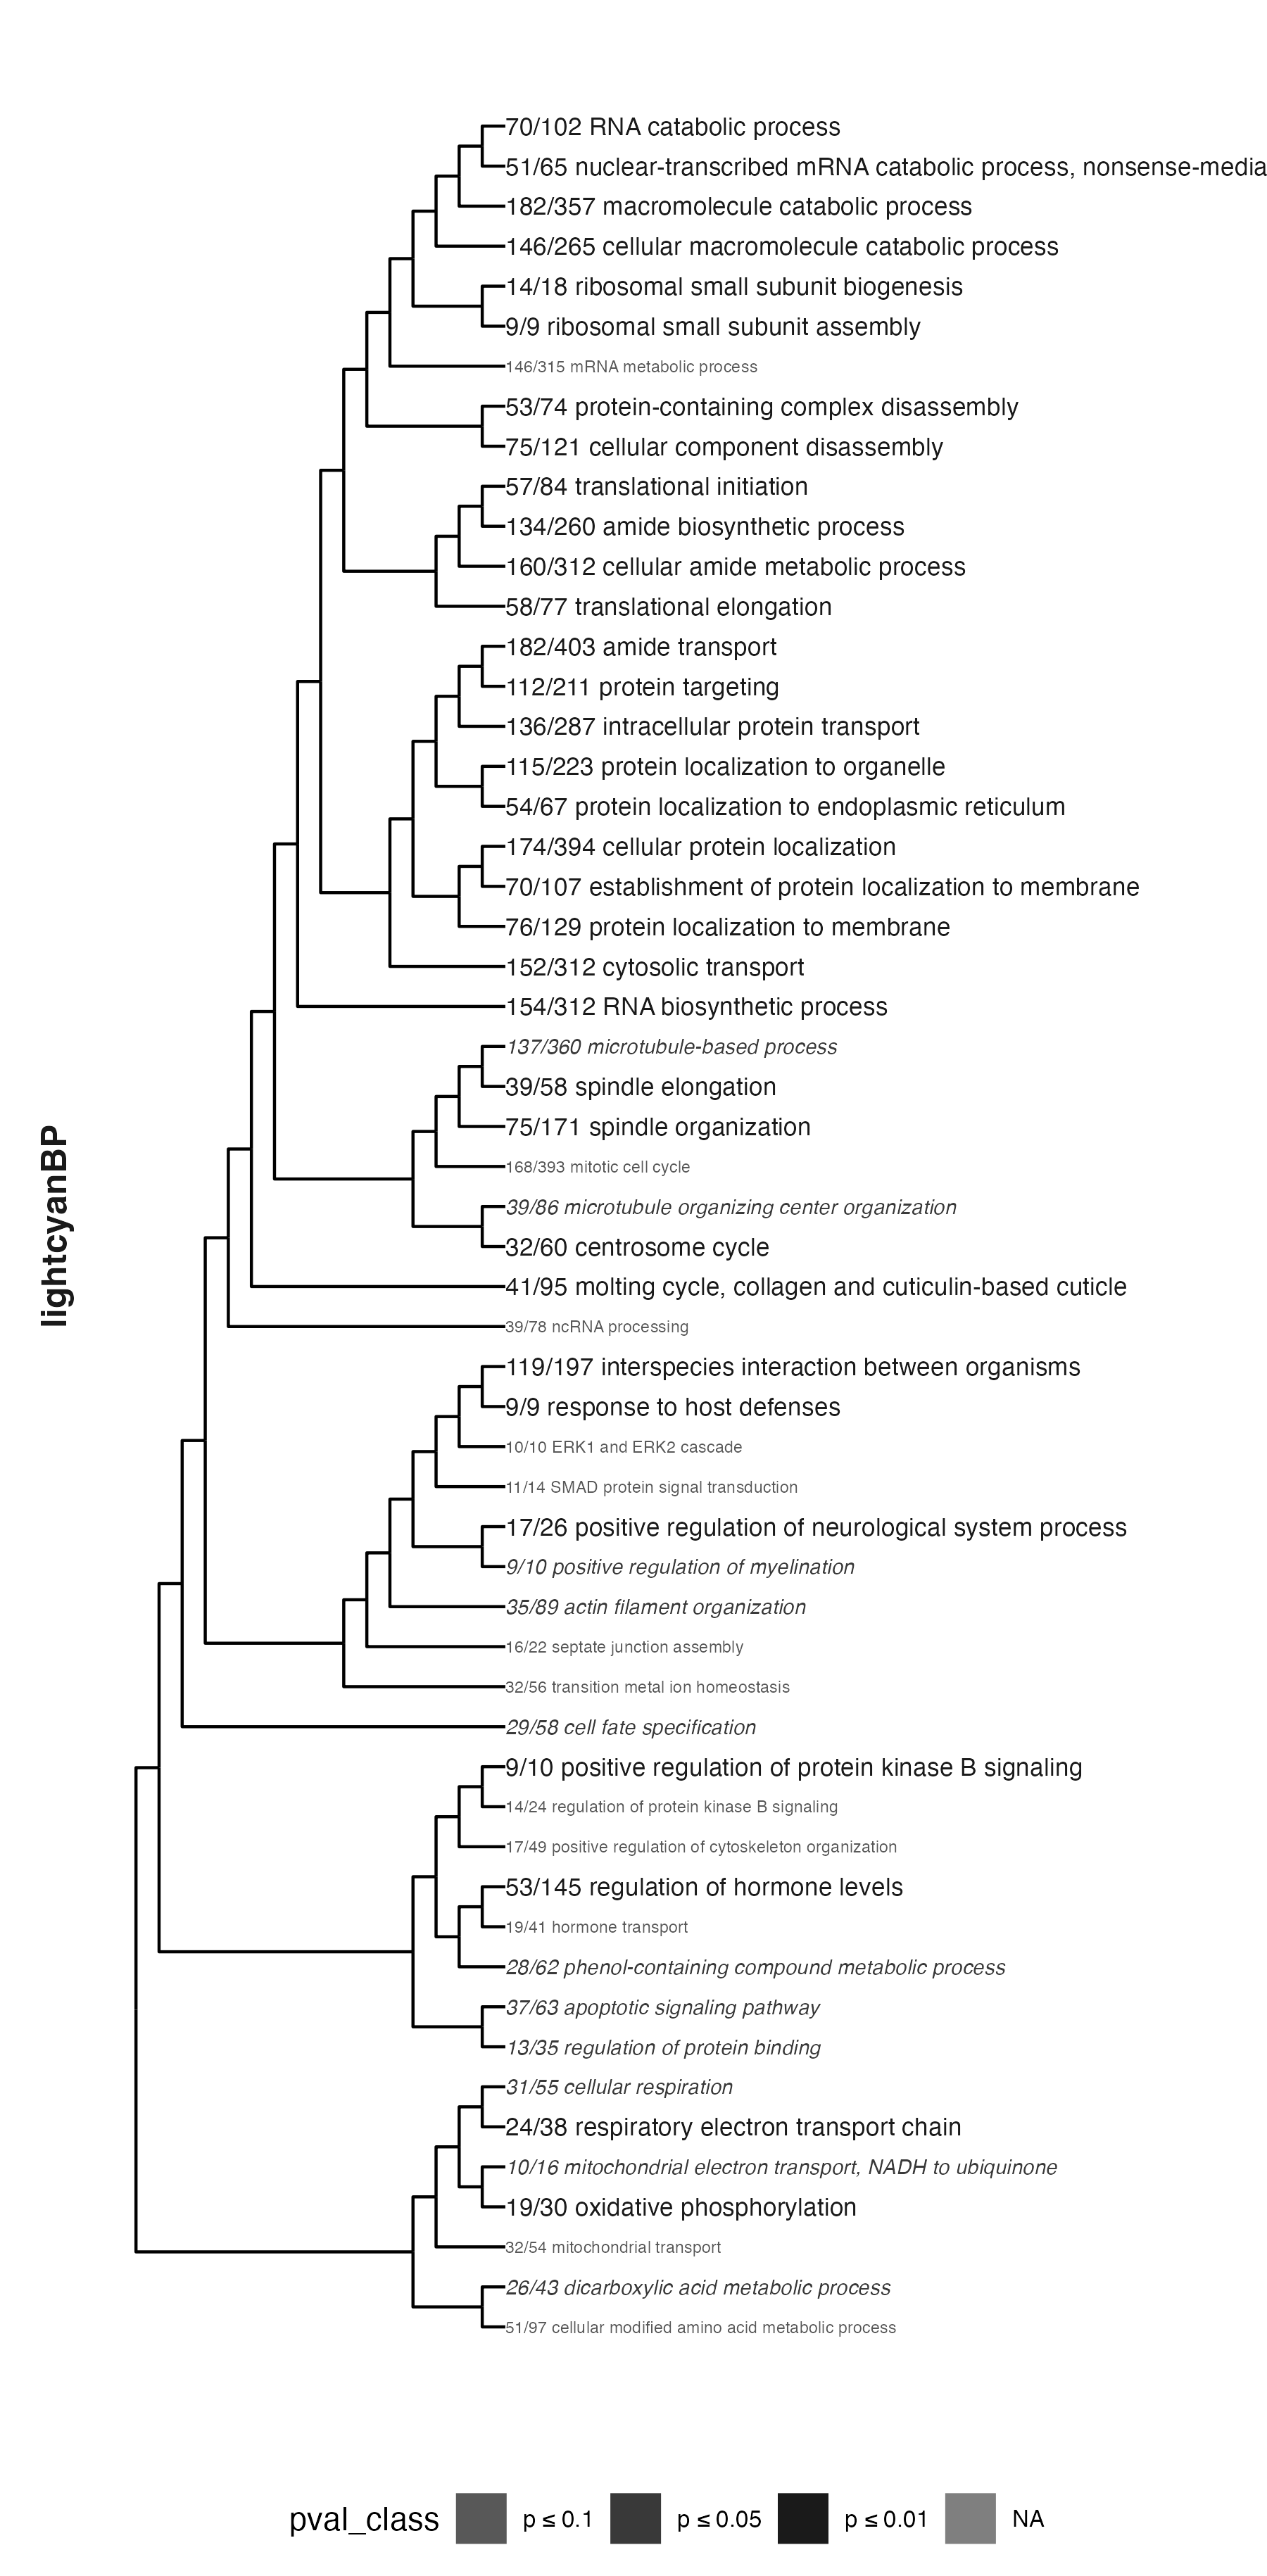 70/102 RNA catabolic process
51/65 nuclear-transcribed mRNA catabolic process, nonsense-media
182/357 macromolecule catabolic process
146/265 cellular macromolecule catabolic process
14/18 ribosomal small subunit biogenesis
9/9 ribosomal small subunit assembly
146/315 mRNA metabolic process
53/74 protein-containing complex disassembly
75/121 cellular component disassembly
57/84 translational initiation
134/260 amide biosynthetic process
160/312 cellular amide metabolic process
58/77 translational elongation
182/403 amide transport
112/211 protein targeting
136/287 intracellular protein transport
115/223 protein localization to organelle
54/67 protein localization to endoplasmic reticulum
174/394 cellular protein localization
70/107 establishment of protein localization to membrane
76/129 protein localization to membrane
152/312 cytosolic transport
154/312 RNA biosynthetic process
137/360 microtubule-based process
39/58 spindle elongation
75/171 spindle organization
168/393 mitotic cell cycle
39/86 microtubule organizing center organization
32/60 centrosome cycle
41/95 molting cycle, collagen and cuticulin-based cuticle
39/78 ncRNA processing
119/197 interspecies interaction between organisms
9/9 response to host defenses
10/10 ERK1 and ERK2 cascade
11/14 SMAD protein signal transduction
17/26 positive regulation of neurological system process
9/10 positive regulation of myelination
35/89 actin filament organization
16/22 septate junction assembly
32/56 transition metal ion homeostasis
29/58 cell fate specification
9/10 positive regulation of protein kinase B signaling
14/24 regulation of protein kinase B signaling
17/49 positive regulation of cytoskeleton organization
53/145 regulation of hormone levels
19/41 hormone transport
28/62 phenol-containing compound metabolic process
37/63 apoptotic signaling pathway
13/35 regulation of protein binding
31/55 cellular respiration
24/38 respiratory electron transport chain
10/16 mitochondrial electron transport, NADH to ubiquinone
19/30 oxidative phosphorylation
32/54 mitochondrial transport
26/43 dicarboxylic acid metabolic process
51/97 cellular modified amino acid metabolic process
lightcyanBP
pval_class p ≤ 0.1 p ≤ 0.05 p ≤ 0.01 NA